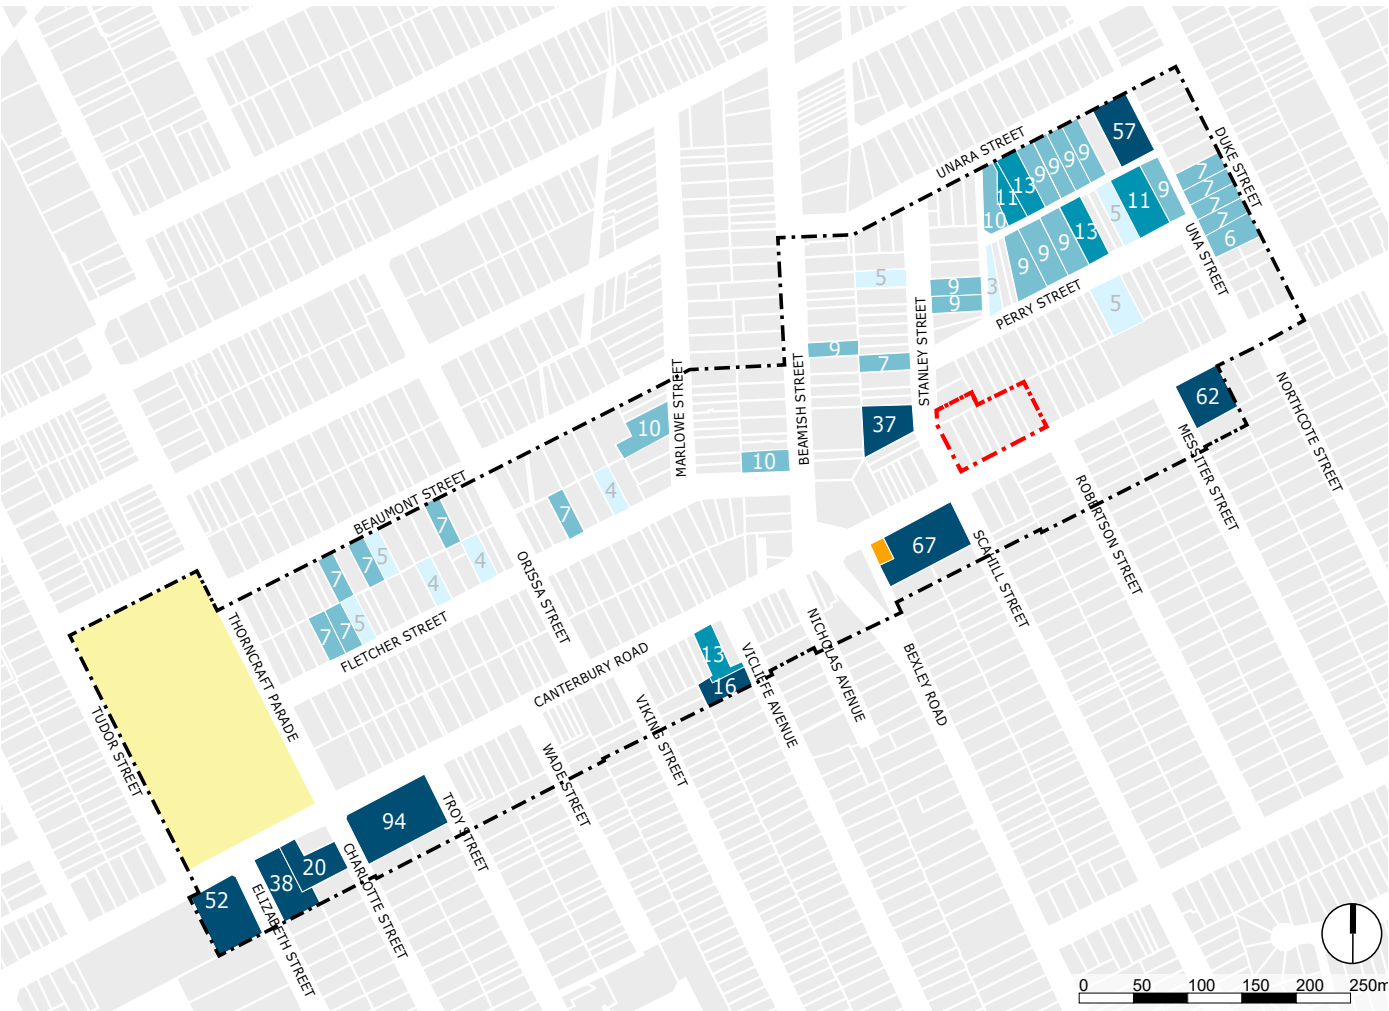 57
UNARA STREET
DUKE STREET
13
9
9
9
9
11
10
7
7
7
7
6
11
9
5
13
9
9
9
UNA STREET
5
9
9
3
PERRY STREET
5
STANLEY STREET
9
7
BEAMISH STREET
MARLOWE STREET
37
62
NORTHCOTE STREET
MESSITER STREET
10
10
BEAUMONT STREET
4
7
7
5
7
7
4
4
7
7
5
FLETCHER STREET
ORISSA STREET
67
SCAHILL STREET
ROBERTSON STREET
THORNCRAFT PARADE
TUDOR STREET
CANTERBURY ROAD
13
16
VICLIFFE AVENUE
NICHOLAS AVENUE
BEXLEY ROAD
VIKING STREET
WADE STREET
94
TROY STREET
CHARLOTTE STREET
20
38
52
ELIZABETH STREET
0 50 100 150 200 250m